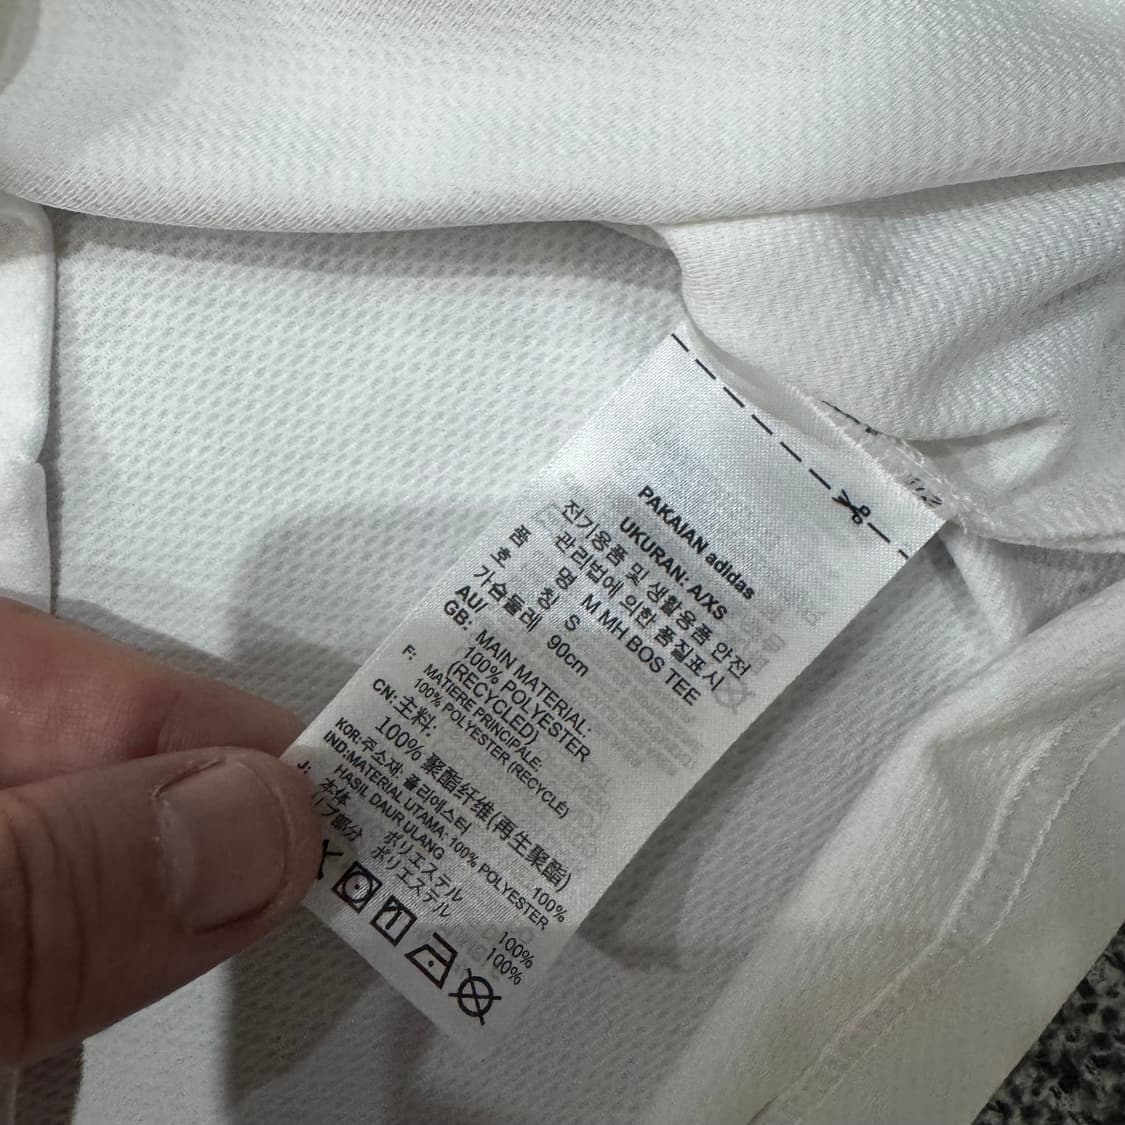 PAKAIAN adidas
UKURAN: A/XS
전기용품 및 생활용품 안전
관리법에 의한 품질표시
품 명 M MH BOS TEE
호 칭 S
가슴둘레 90cm
AU/
GB: MAIN MATERIAL:
100% POLYESTER
(RECYCLED).
F: MATIERE PRINCIPALE:
100% POLYESTER (RECYCLÉ)
CN: 主料:
100% 聚酯纤维(再生聚酯)
KOR:주소재: 폴리에스터 100%
IND:MATERIAL UTAMA: 100% POLYESTER
HASIL DAUR ULANG
J: 本体 ポリエステル 100%
リブ部分 ポリエステル 100%